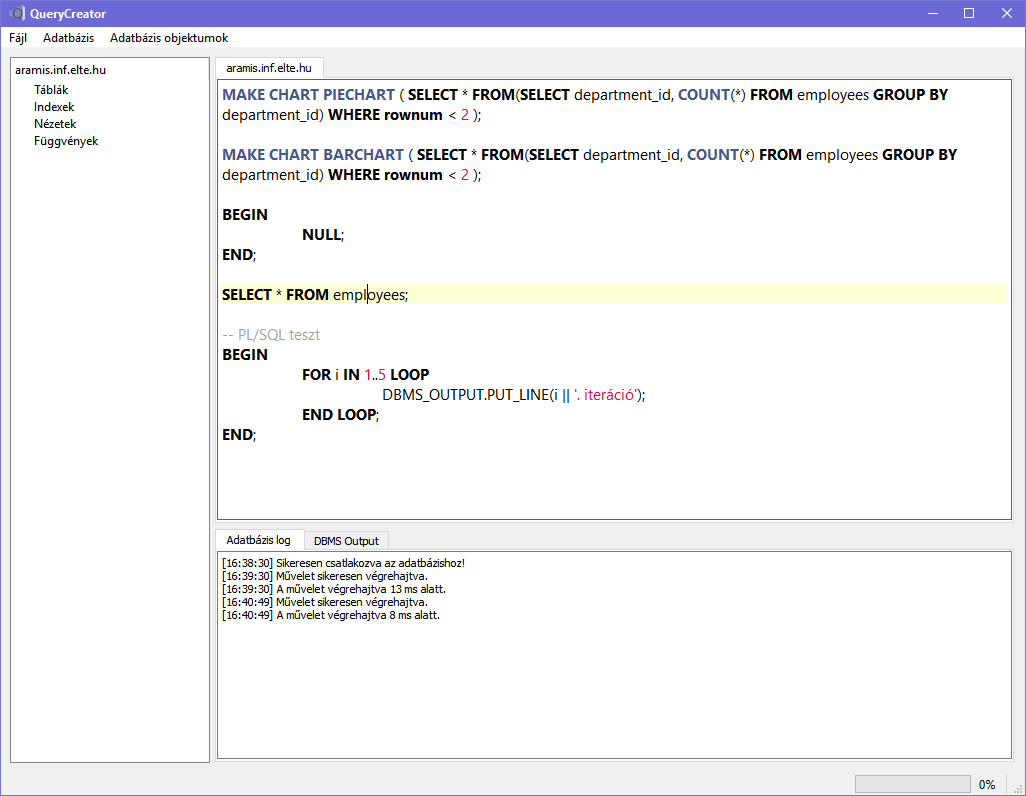 QueryCreator
Fájl Adatbázis Adatbázis objektumok
aramis.inf.elte.hu
Táblák
Indexek
Nézetek
Függvények
aramis.inf.elte.hu
MAKE CHART PIECHART ( SELECT * FROM(SELECT department_id, COUNT(*) FROM employees GROUP BY
department_id) WHERE rownum < 2 );
MAKE CHART BARCHART ( SELECT * FROM(SELECT department_id, COUNT(*) FROM employees GROUP BY
department_id) WHERE rownum < 2 );
BEGIN
NULL;
END;
SELECT * FROM employees;
-- PL/SQL teszt
BEGIN
FOR i IN 1..5 LOOP
DBMS_OUTPUT.PUT_LINE(i || '. iteráció');
END LOOP;
END;
Adatbázis log DBMS Output
[16:38:30] Sikeresen csatlakozva az adatbázishoz!
[16:39:30] Művelet sikeresen végrehajtva.
[16:39:30] A művelet végrehajtva 13 ms alatt.
[16:40:49] Művelet sikeresen végrehajtva.
[16:40:49] A művelet végrehajtva 8 ms alatt.
0%